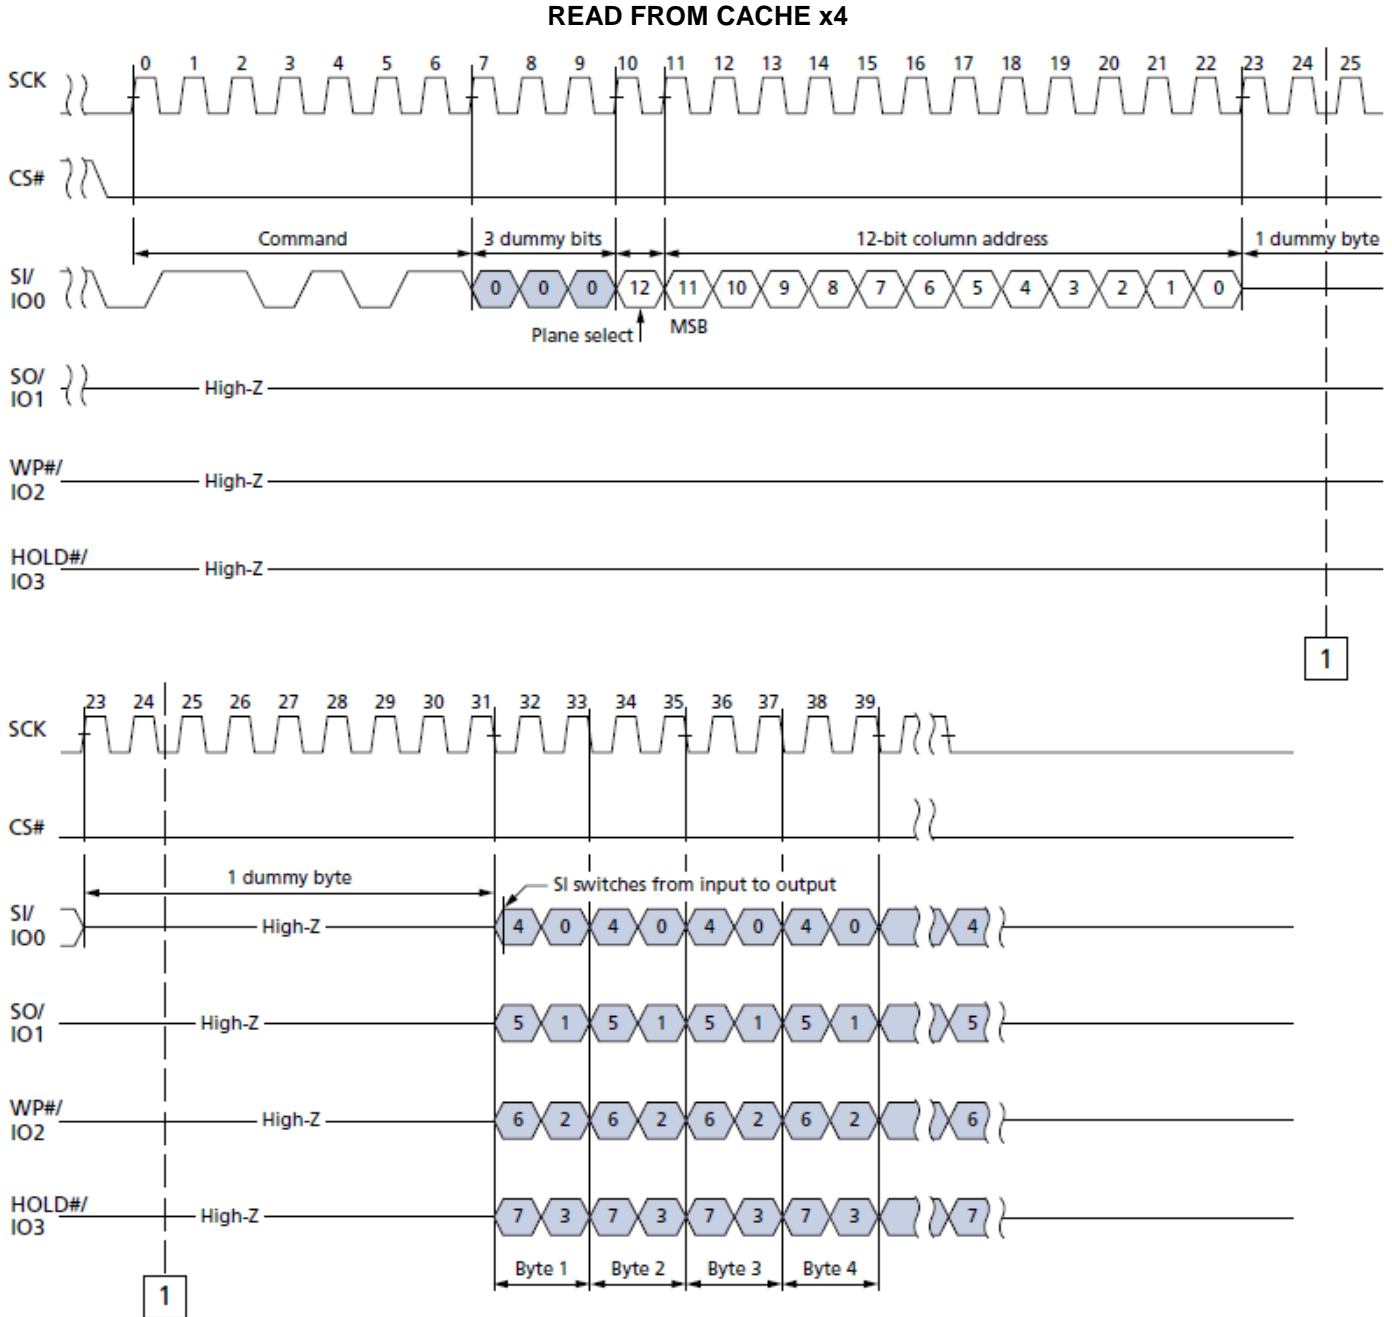 READ FROM CACHE x4
0 1 2 3 4 5 6 7 8 9 10 11 12 13 14 15 16 17 18 19 20 21 22 23 24 25
SCK
CS#
Command 3 dummy bits 12-bit column address 1 dummy byte
SI/
IO0
0 0 0 12 11 10 9 8 7 6 5 4 3 2 1 0
Plane select MSB
SO/
IO1
High-Z
WP#/
IO2
High-Z
HOLD#/
IO3
High-Z
1
23 24 25 26 27 28 29 30 31 32 33 34 35 36 37 38 39
SCK
CS#
1 dummy byte
SI switches from input to output
SI/
IO0
High-Z 4 0 4 0 4 0 4 0 4
SO/
IO1
High-Z 5 1 5 1 5 1 5 1 5
WP#/
IO2
High-Z 6 2 6 2 6 2 6 2 6
HOLD#/
IO3
High-Z 7 3 7 3 7 3 7 3 7
Byte 1 Byte 2 Byte 3 Byte 4
1